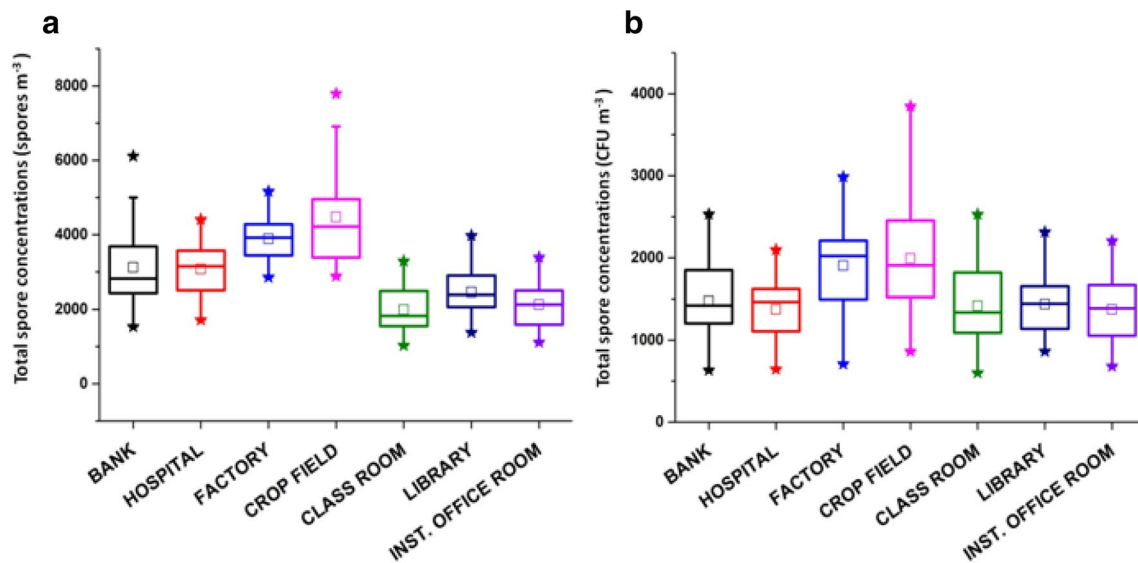 a
Total spore concentrations (spores m⁻³)
8000
6000
4000
2000
0
BANK
HOSPITAL
FACTORY
CROP FIELD
CLASS ROOM
LIBRARY
INST. OFFICE ROOM
b
Total spore concentrations (CFU m⁻³)
4000
3000
2000
1000
0
BANK
HOSPITAL
FACTORY
CROP FIELD
CLASS ROOM
LIBRARY
INST. OFFICE ROOM